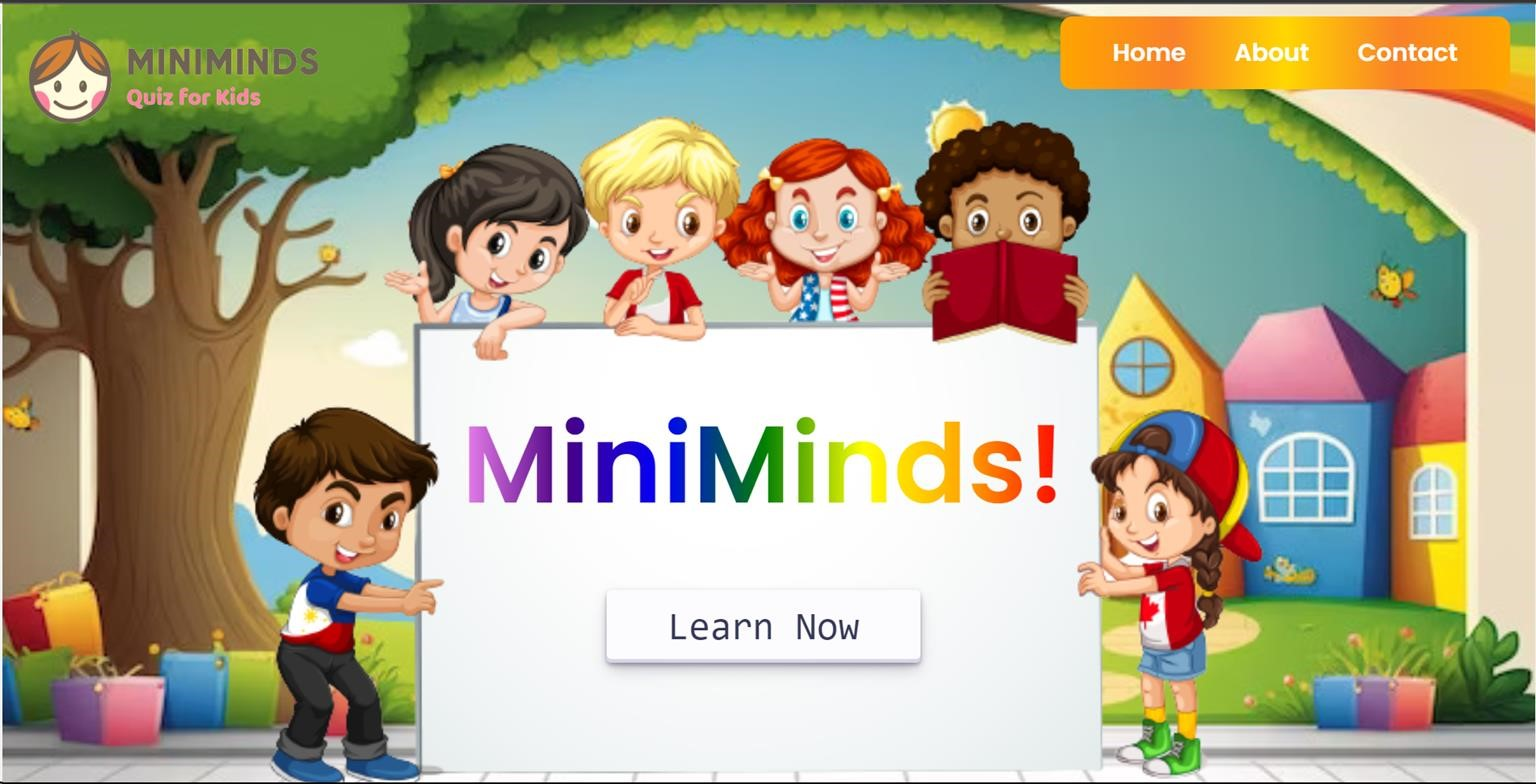 MINIMINDS
Quiz for Kids
Home About Contact
MiniMinds!
Learn Now